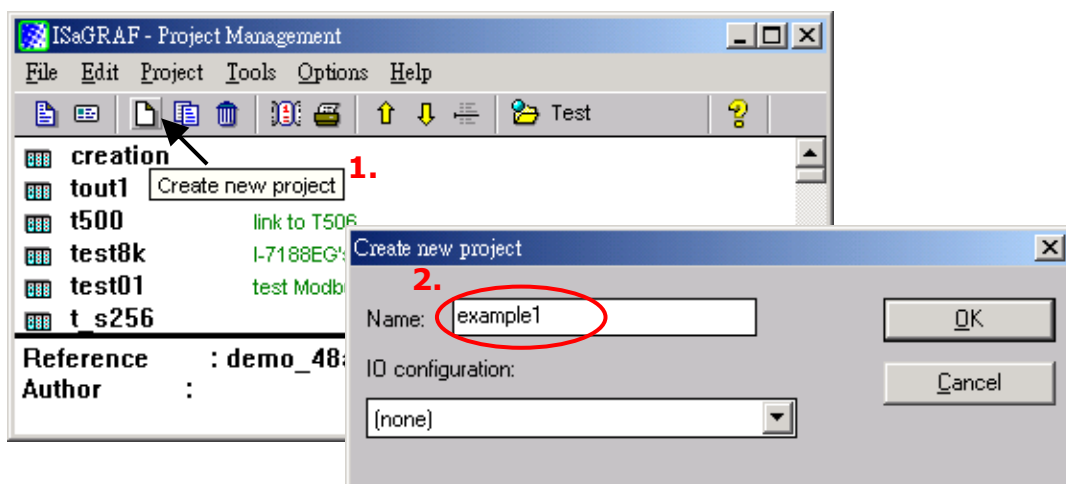 ISaGRAF - Project Management
File Edit Project Tools Options Help
Test
creation
1.
tout1
Create new project
t500 link to T506
test8k I-7188EG's
test01 test Modbu
t_s256
Reference : demo_48a
Author :
Create new project
2.
Name: example1
OK
IO configuration:
Cancel
(none)